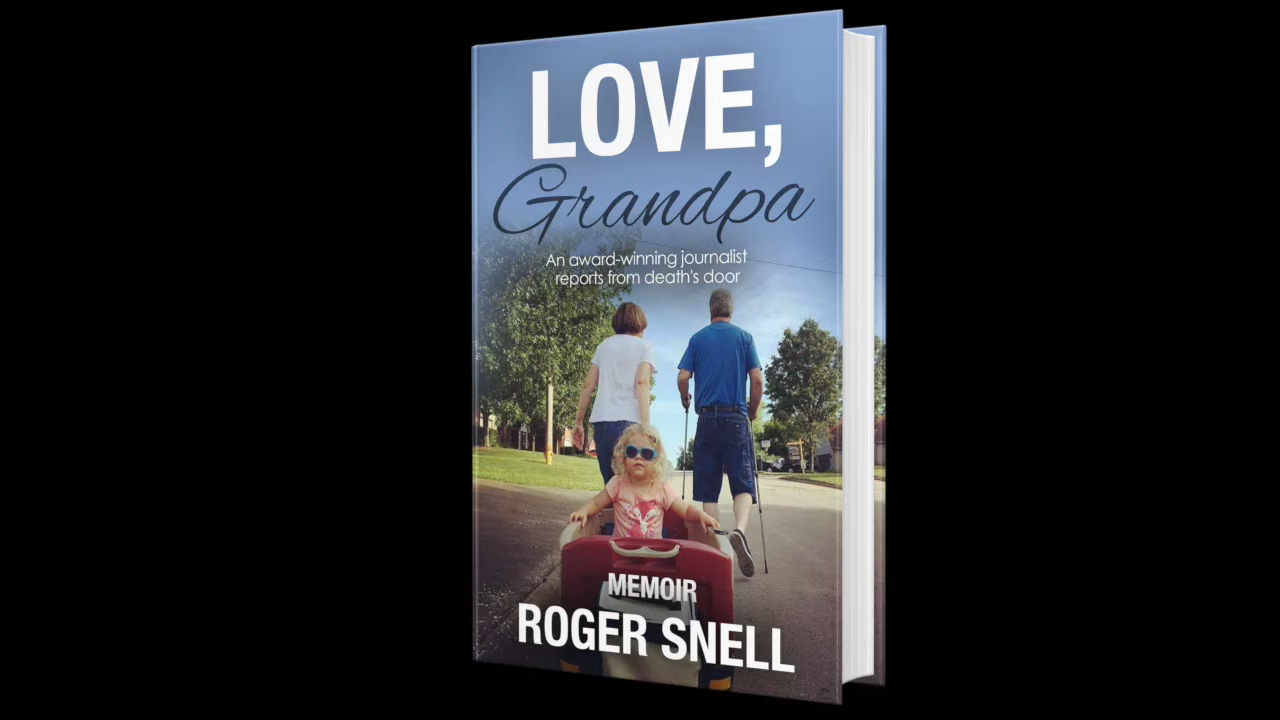 LOVE,
Grandpa
An award-winning journalist
reports from death's door
MEMOIR
ROGER SNELL